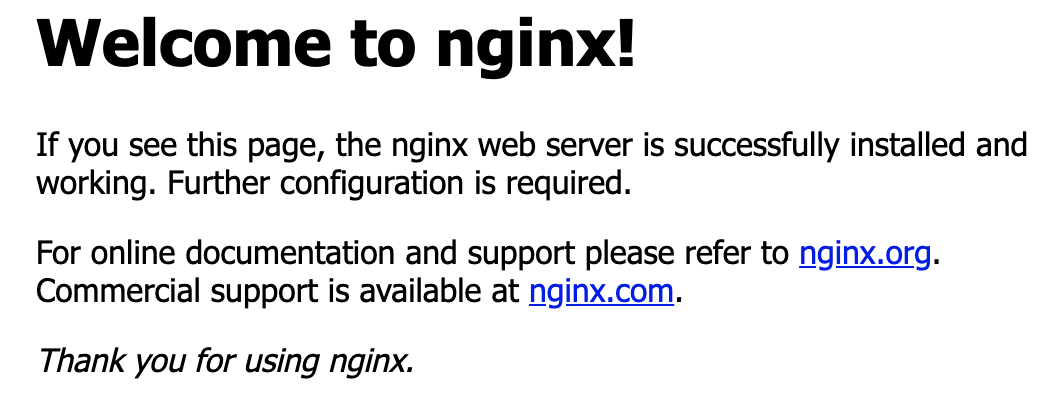 Welcome to nginx!
If you see this page, the nginx web server is successfully installed and
working. Further configuration is required.
For online documentation and support please refer to nginx.org.
Commercial support is available at nginx.com.
Thank you for using nginx.